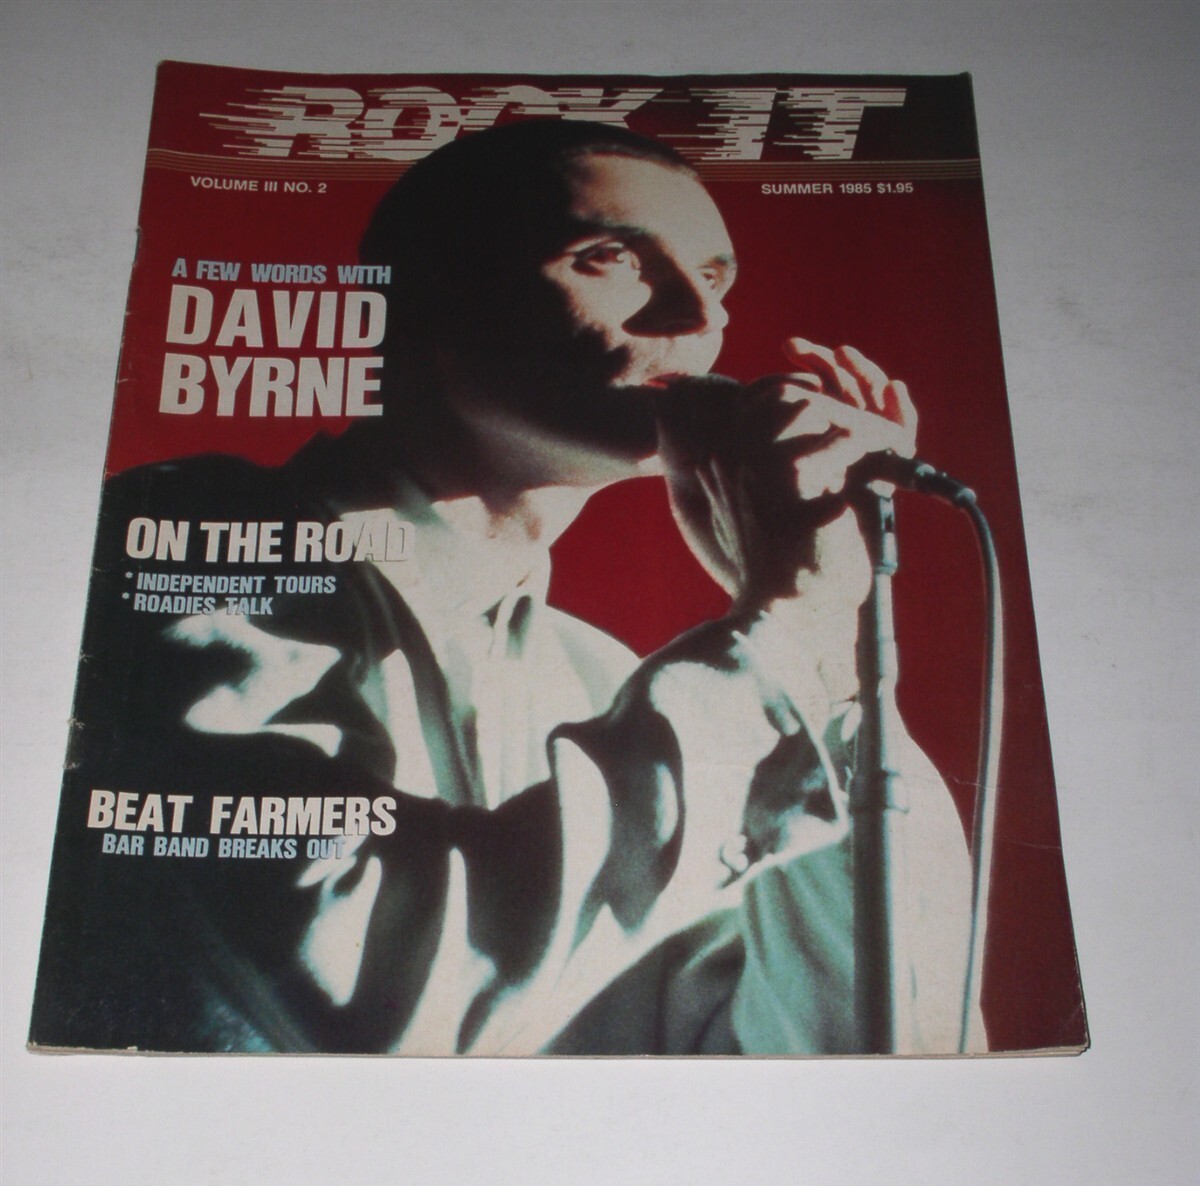 ROCK IT
VOLUME III NO. 2
SUMMER 1985 $1.95
A FEW WORDS WITH
DAVID
BYRNE
ON THE ROAD
* INDEPENDENT TOURS
* ROADIES TALK
BEAT FARMERS
BAR BAND BREAKS OUT